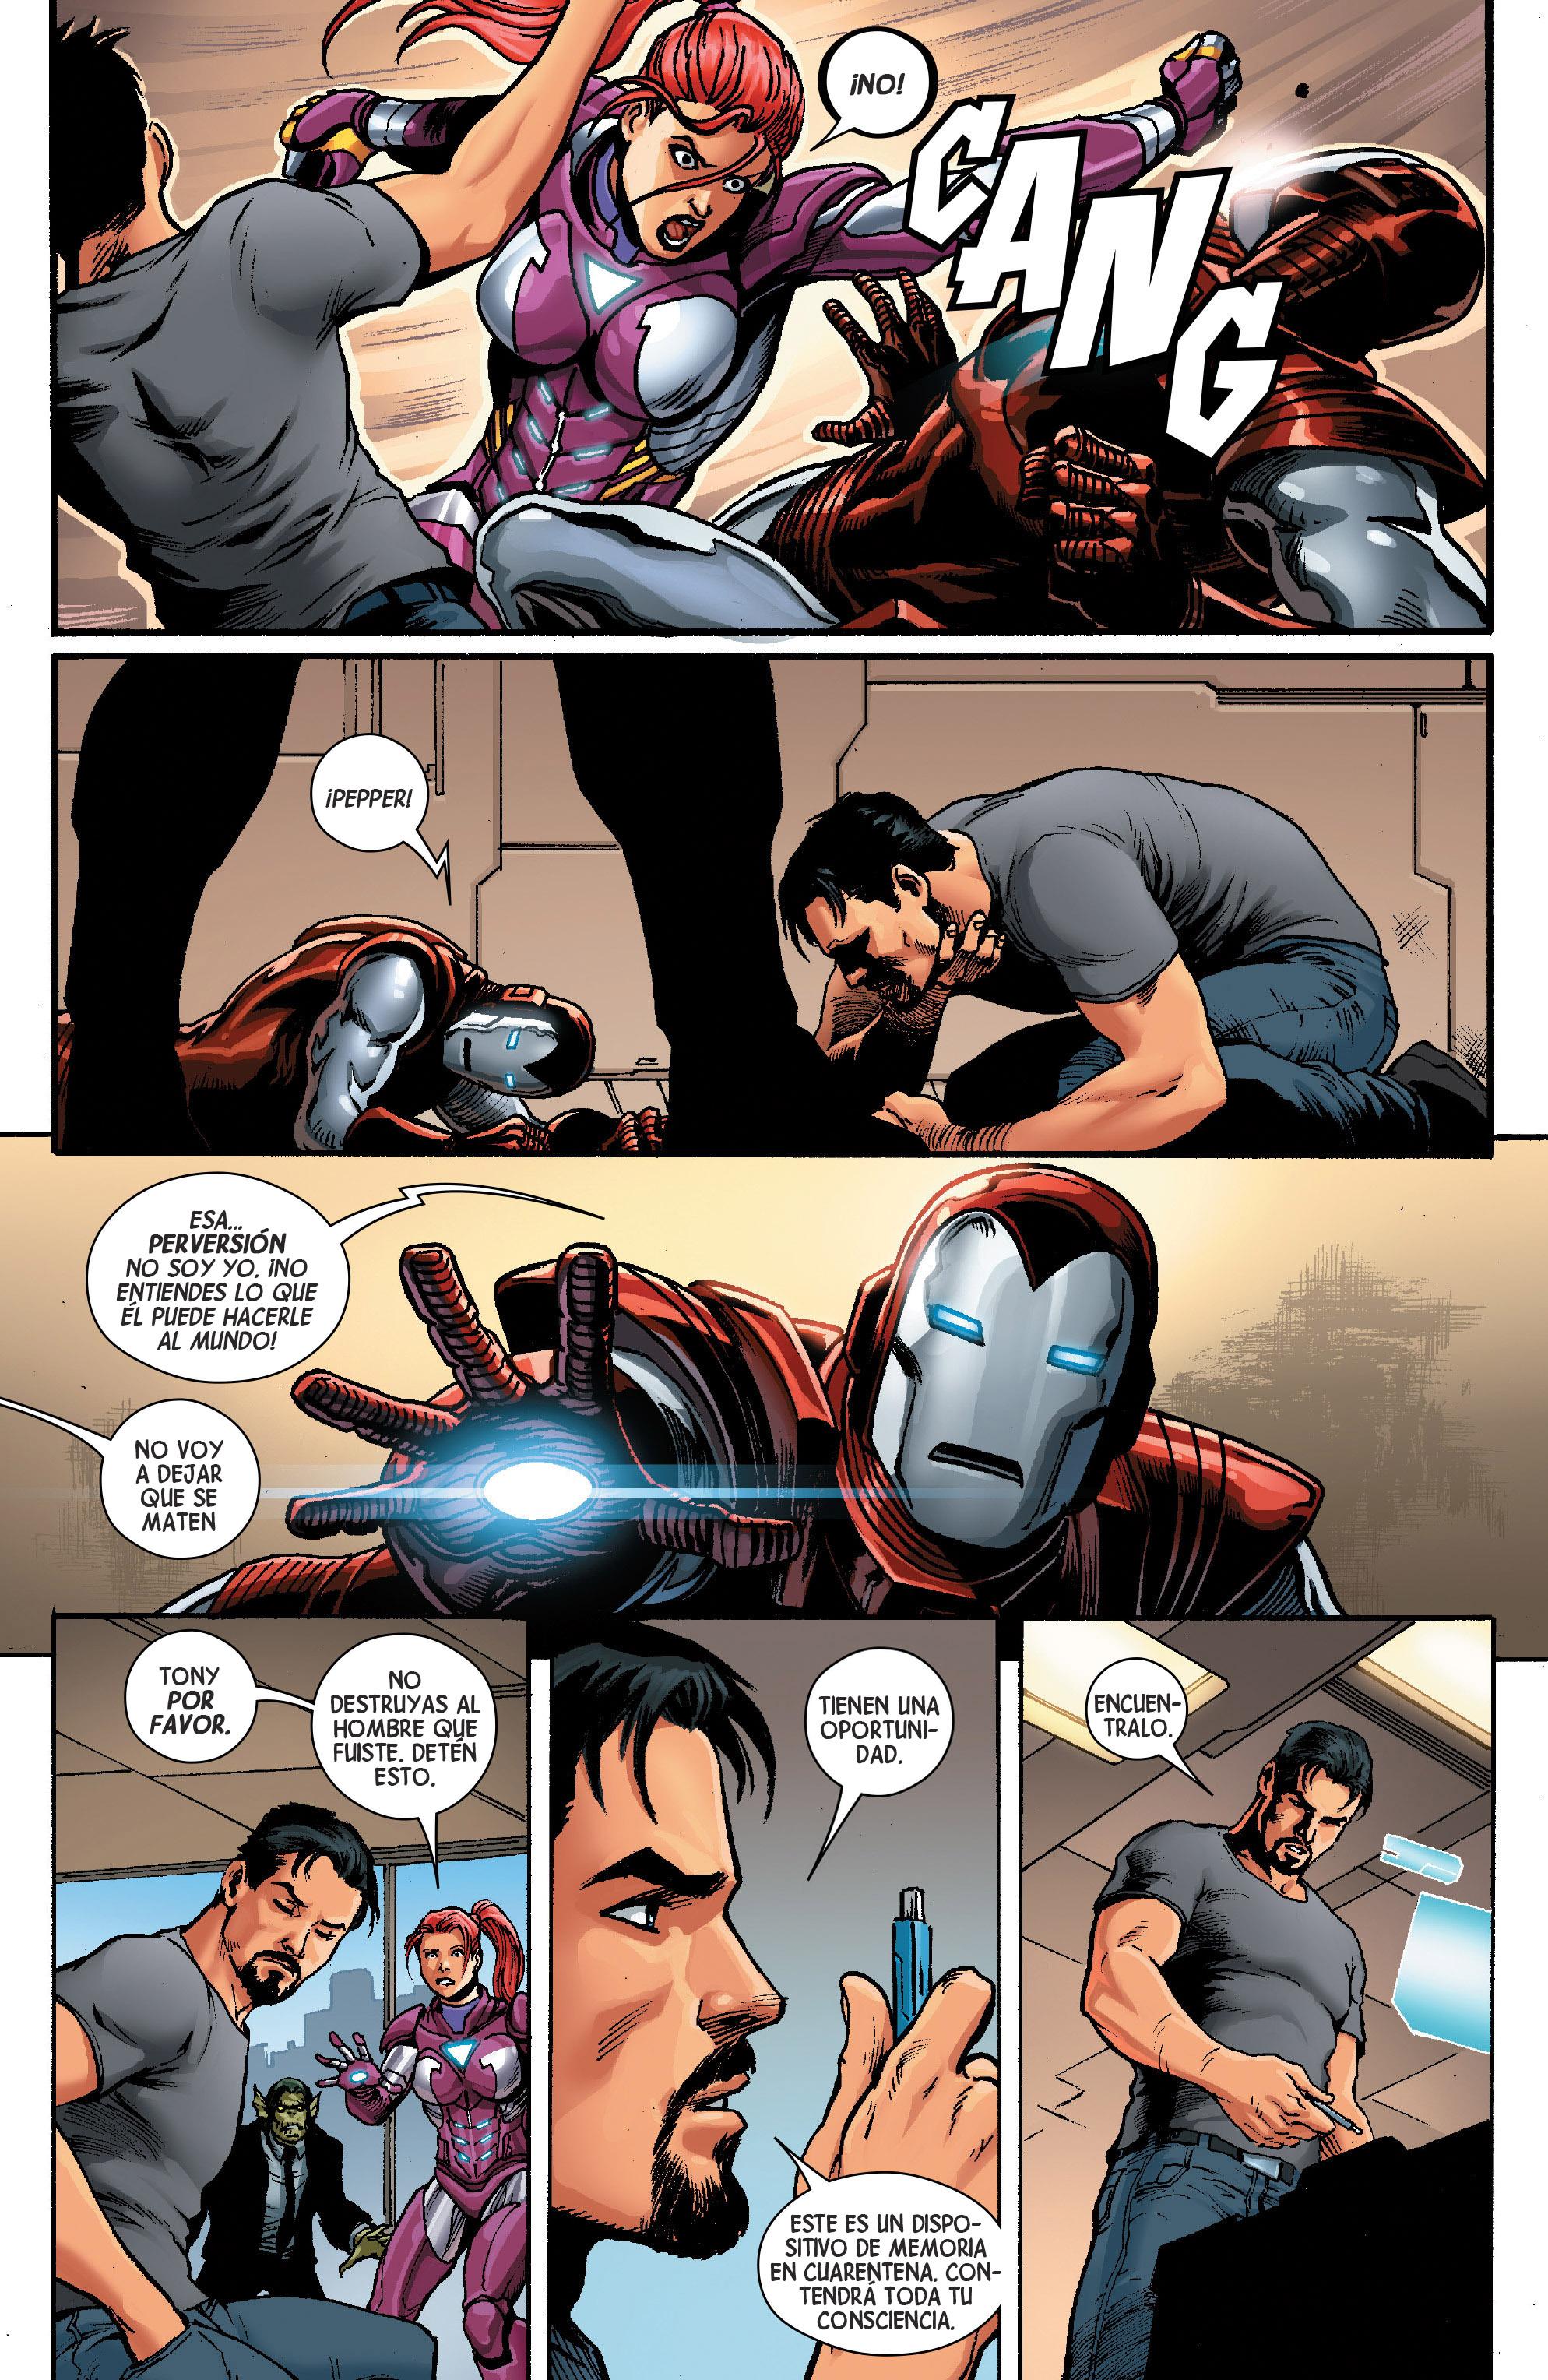 ¡NO!
CANG
¡PEPPER!
ESA...
PERVERSIÓN
NO SOY YO. ¡NO
ENTIENDES LO QUE
ÉL PUEDE HACERLE
AL MUNDO!
NO VOY
A DEJAR
QUE SE
MATEN
TONY
POR
FAVOR.
NO
DESTRUYAS AL
HOMBRE QUE
FUISTE. DETÉN
ESTO.
TIENEN UNA
OPORTUNI-
DAD.
ESTE ES UN DISPO-
SITIVO DE MEMORIA
EN CUARENTENA. CON-
TENDRÁ TODA TU
CONSCIENCIA.
ENCUEN-
TRALO.